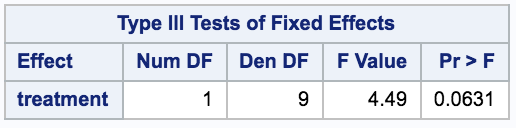 Type III Tests of Fixed Effects
Effect Num DF Den DF F Value Pr > F
treatment 1 9 4.49 0.0631